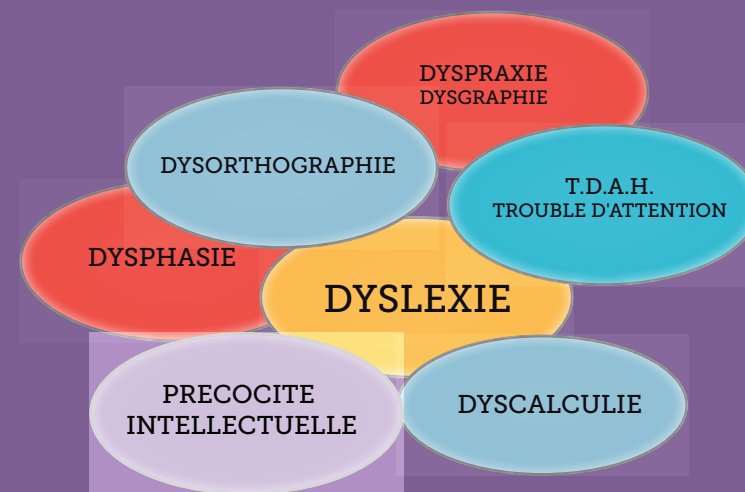 DYSPRAXIE
DYSGRAPHIE
DYSORTHOGRAPHIE
T.D.A.H.
TROUBLE D'ATTENTION
DYSPHASIE
DYSLEXIE
PRECOCITE
INTELLECTUELLE
DYSCALCULIE